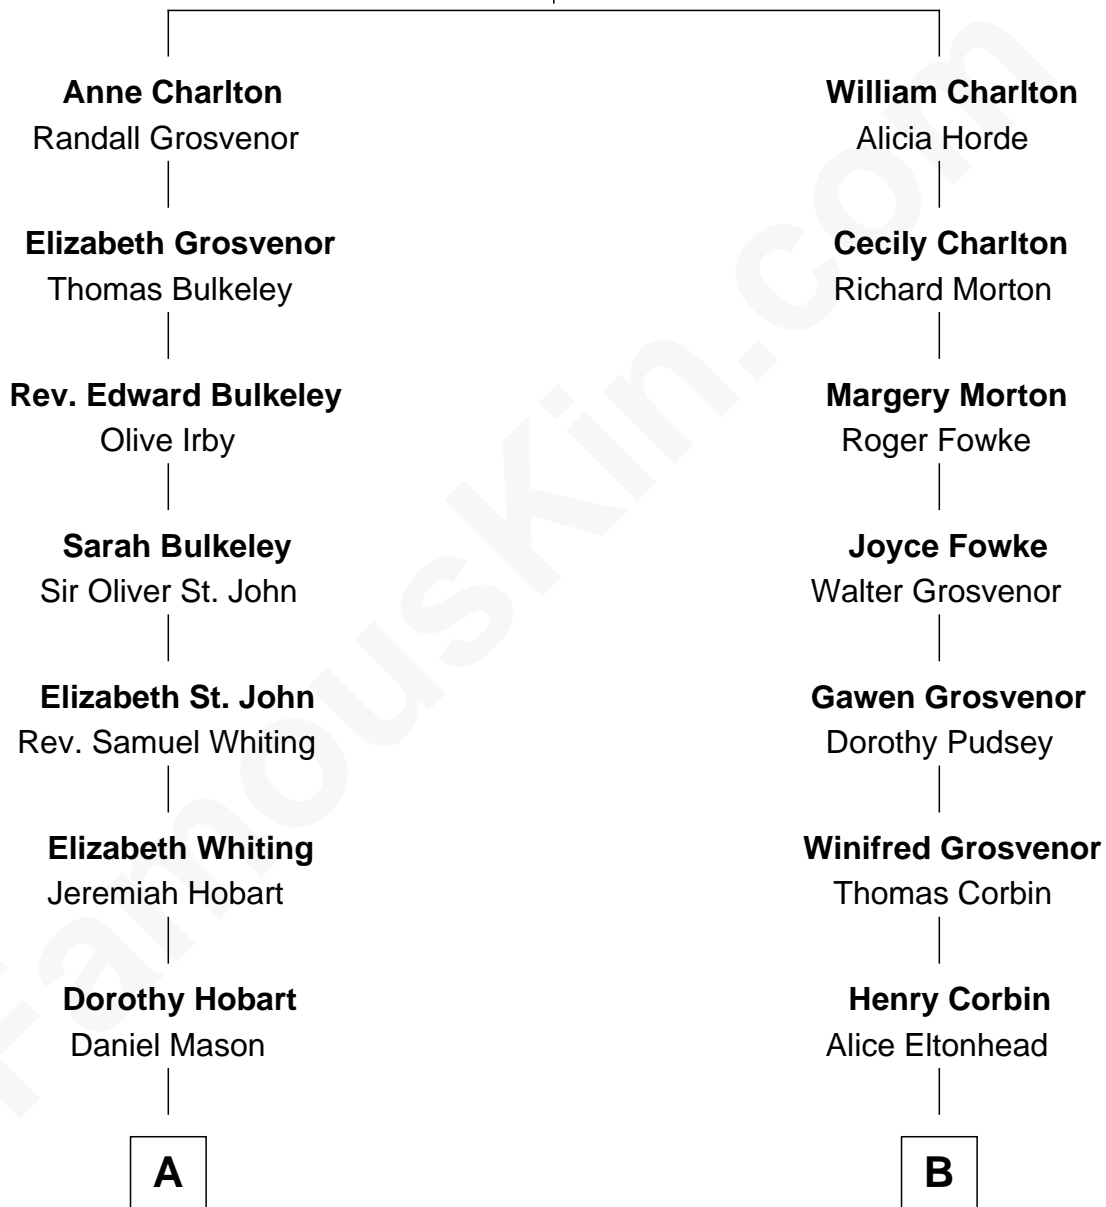 Anne Charlton
Randall Grosvenor
Elizabeth Grosvenor
Thomas Bulkeley
Rev. Edward Bulkeley
Olive Irby
Sarah Bulkeley
Sir Oliver St. John
Elizabeth St. John
Rev. Samuel Whiting
Elizabeth Whiting
Jeremiah Hobart
Dorothy Hobart
Daniel Mason
A
William Charlton
Alicia Horde
Cecily Charlton
Richard Morton
Margery Morton
Roger Fowke
Joyce Fowke
Walter Grosvenor
Gawen Grosvenor
Dorothy Pudsey
Winifred Grosvenor
Thomas Corbin
Henry Corbin
Alice Eltonhead
B
FamousKin.com